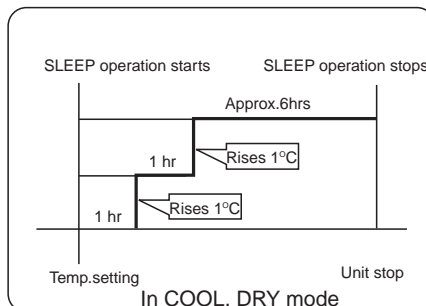 SLEEP operation starts
SLEEP operation stops
Approx.6hrs
1 hr
Rises 1°C
1 hr
Rises 1°C
Temp.setting
Unit stop
In COOL, DRY mode